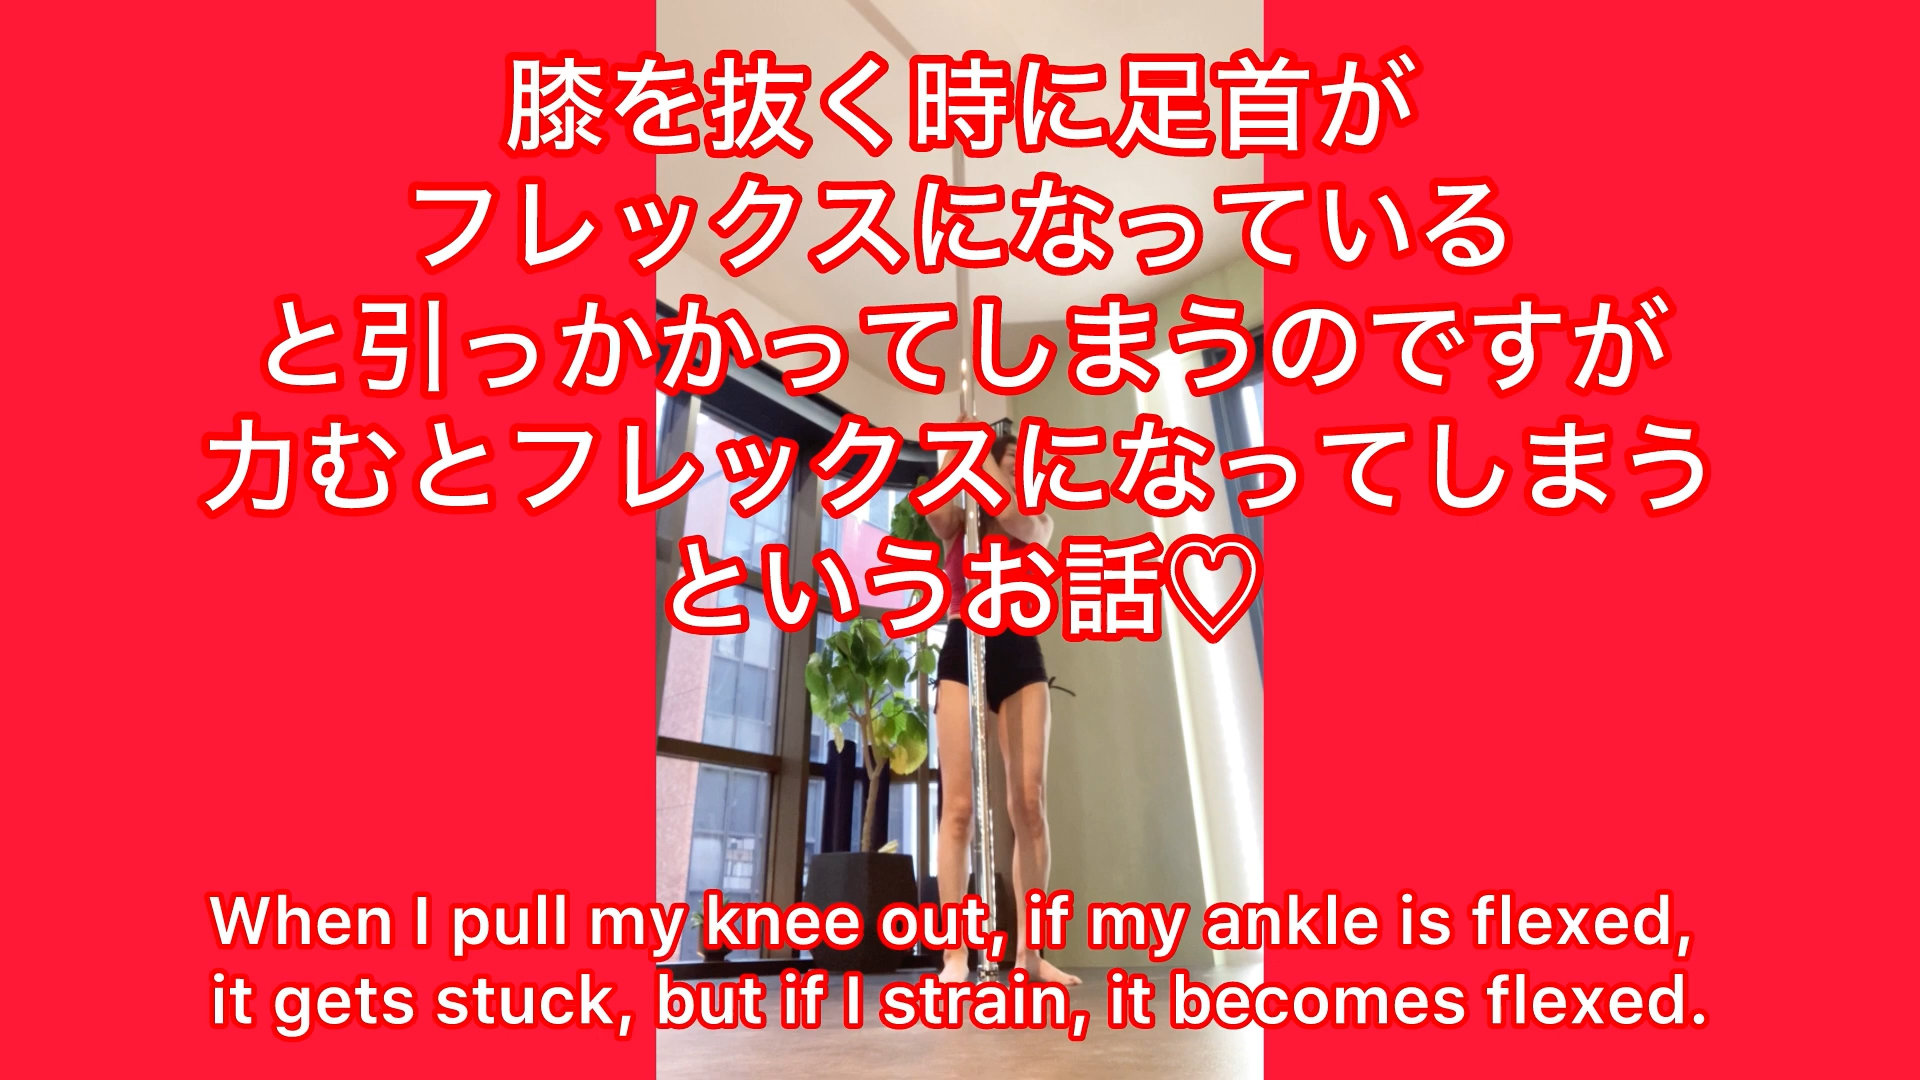 膝を抜く時に足首が
フレックスになっている
と引っかかってしまうのですが
力むとフレックスになってしまう
というお話♡
When I pull my knee out, if my ankle is flexed,
it gets stuck, but if I strain, it becomes flexed.